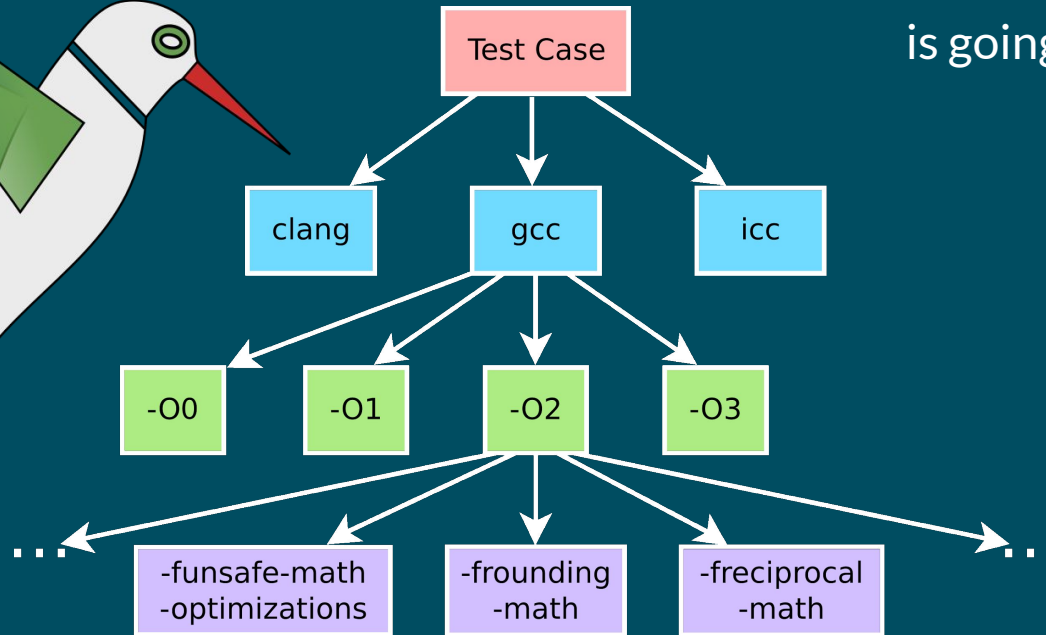 is going
Test Case
clang
gcc
icc
-O0
-O1
-O2
-O3
...
-funsafe-math
-optimizations
-frounding
-math
-freciprocal
-math
..